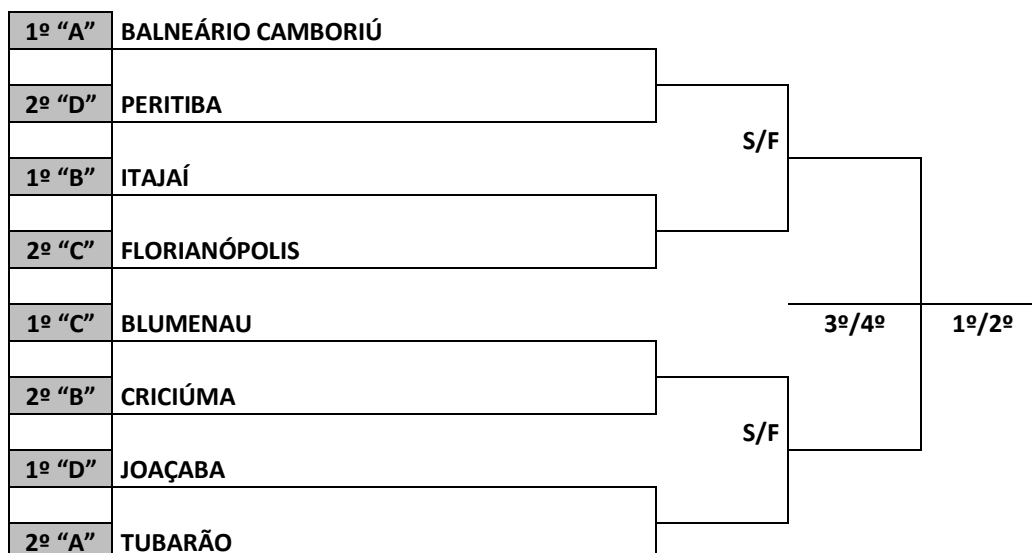 1º “A” BALNEÁRIO CAMBORIÚ
2º “D” PERITIBA
S/F
1º “B” ITAJAÍ
2º “C” FLORIANÓPOLIS
1º “C” BLUMENAU
3º/4º 1º/2º
2º “B” CRICIÚMA
S/F
1º “D” JOAÇABA
2º “A” TUBARÃO